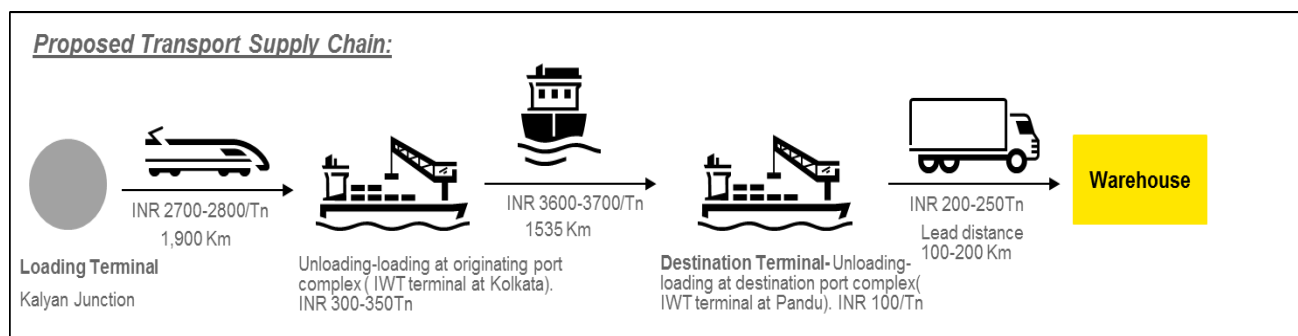 Proposed Transport Supply Chain:
INR 2700-2800/Tn
1,900 Km
INR 3600-3700/Tn
1535 Km
INR 200-250Tn
Lead distance
100-200 Km
Warehouse
Loading Terminal
Kalyan Junction
Unloading-loading at originating port
complex( IWT terminal at Kolkata).
INR 300-350Tn
Destination Terminal- Unloading-
loading at destination port complex(
IWT terminal at Pandu). INR 100/Tn